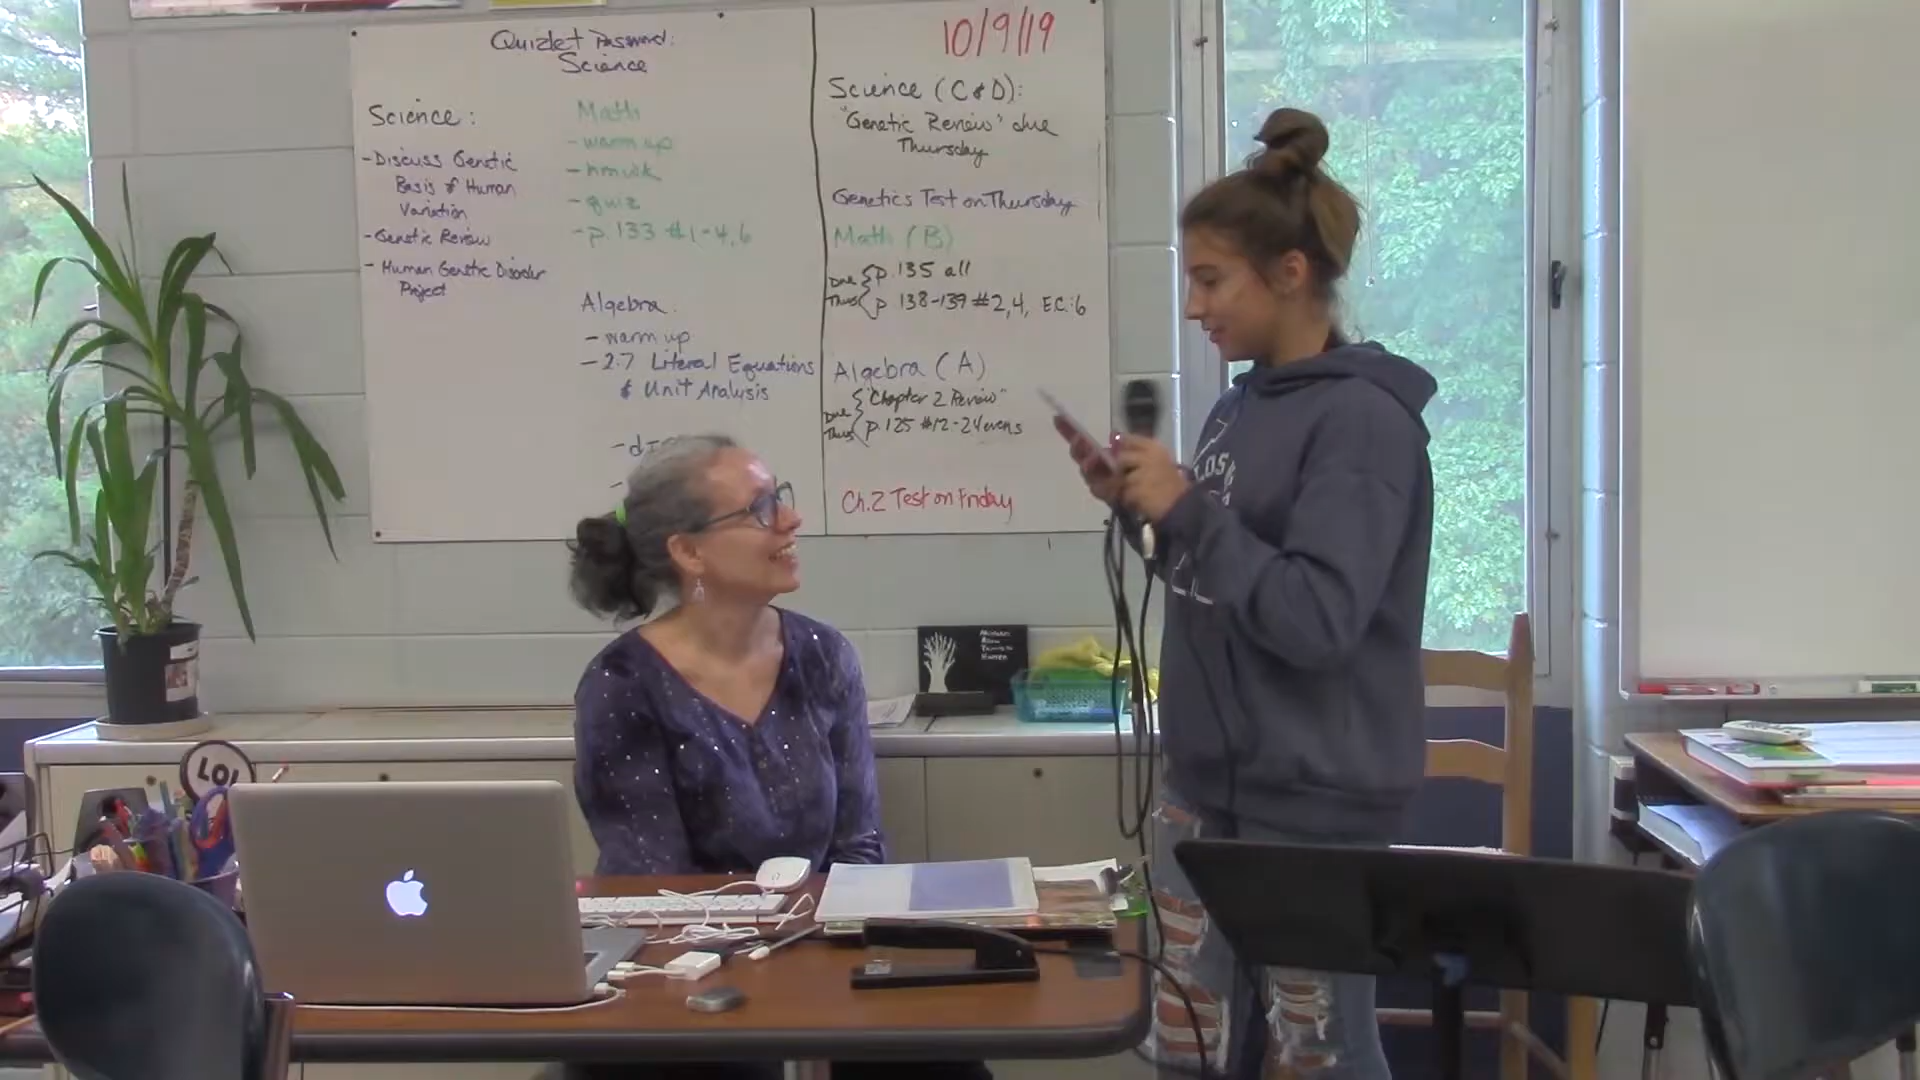 Quizlet Password:
Science
Science:
- Discuss Genetic
Basis of Human
Variation
- Genetic Review
- Human Genetic Disorder
Project
Math
- warm up
- hmwk
- quiz
- p. 133 #1-4, 6
Algebra:
- warm up
- 2.7 Literal Equations
& Unit Analysis
10/9/19
Science (C & D):
"Genetic Review" due
Thursday
Genetics Test on Thursday
Math (B)
Due
Thurs
p. 135 all
p 138-139 #2,4, E.C.: 6
Algebra (A)
Due
Thurs
"Chapter 2 Review"
p. 125 #12-24 evens
Ch. 2 Test on Friday
LOL